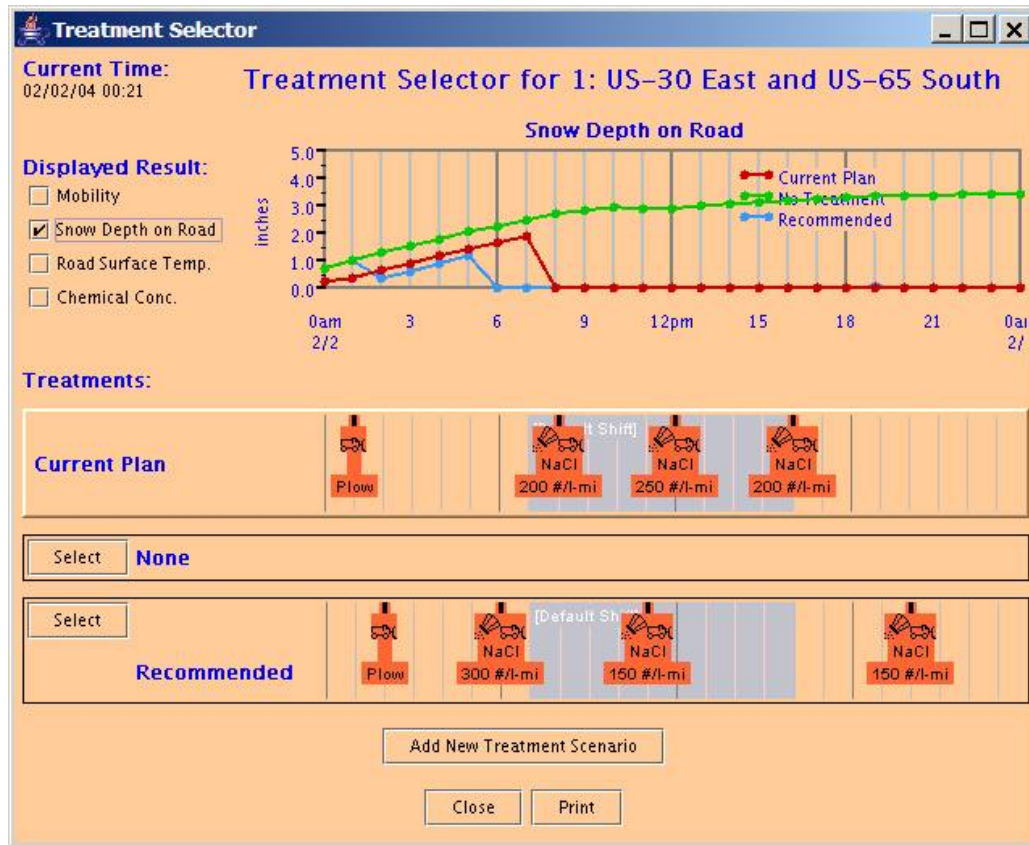 Treatment Selector
Current Time:
02/02/04 00:21
Treatment Selector for 1: US-30 East and US-65 South
Displayed Result:
Mobility
Snow Depth on Road
Road Surface Temp.
Chemical Conc.
Snow Depth on Road
inches
5.0
4.0
3.0
2.0
1.0
0.0
Current Plan
No Treatment
Recommended
0am 3 6 9 12pm 15 18 21 0a
2/2 2/
Treatments:
Current Plan
Plow
Shift]
NaCl
200 #/l-mi
NaCl
250 #/l-mi
NaCl
200 #/l-mi
Select None
Select
Recommended
Plow
[Default
NaCl
300 #/l-mi
NaCl
150 #/l-mi
NaCl
150 #/l-mi
Add New Treatment Scenario
Close Print